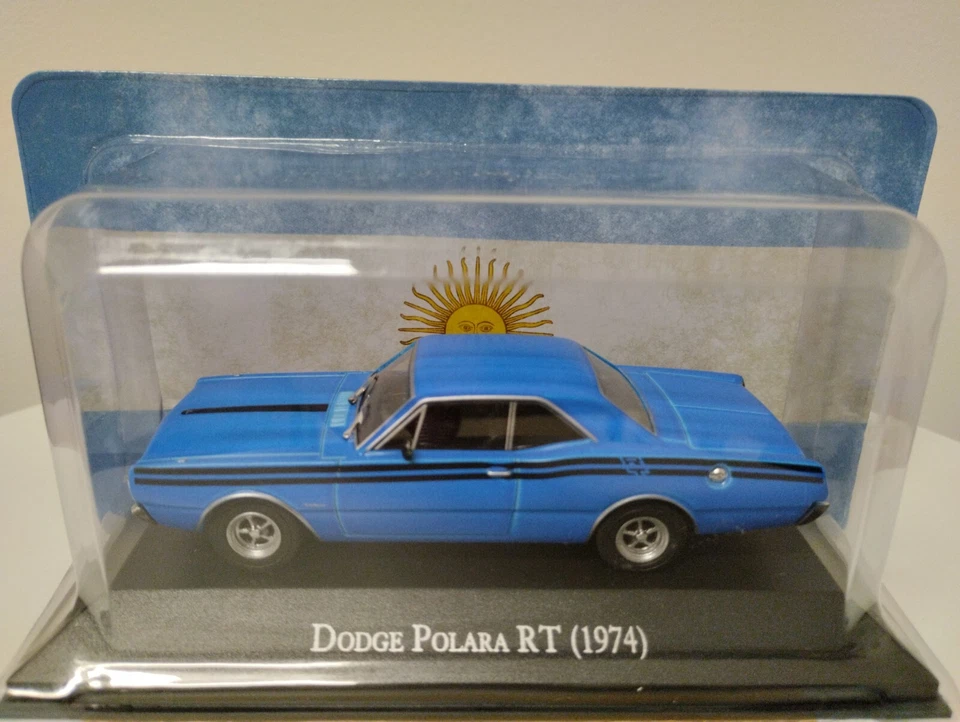 DODGE POLARA RT (1974)